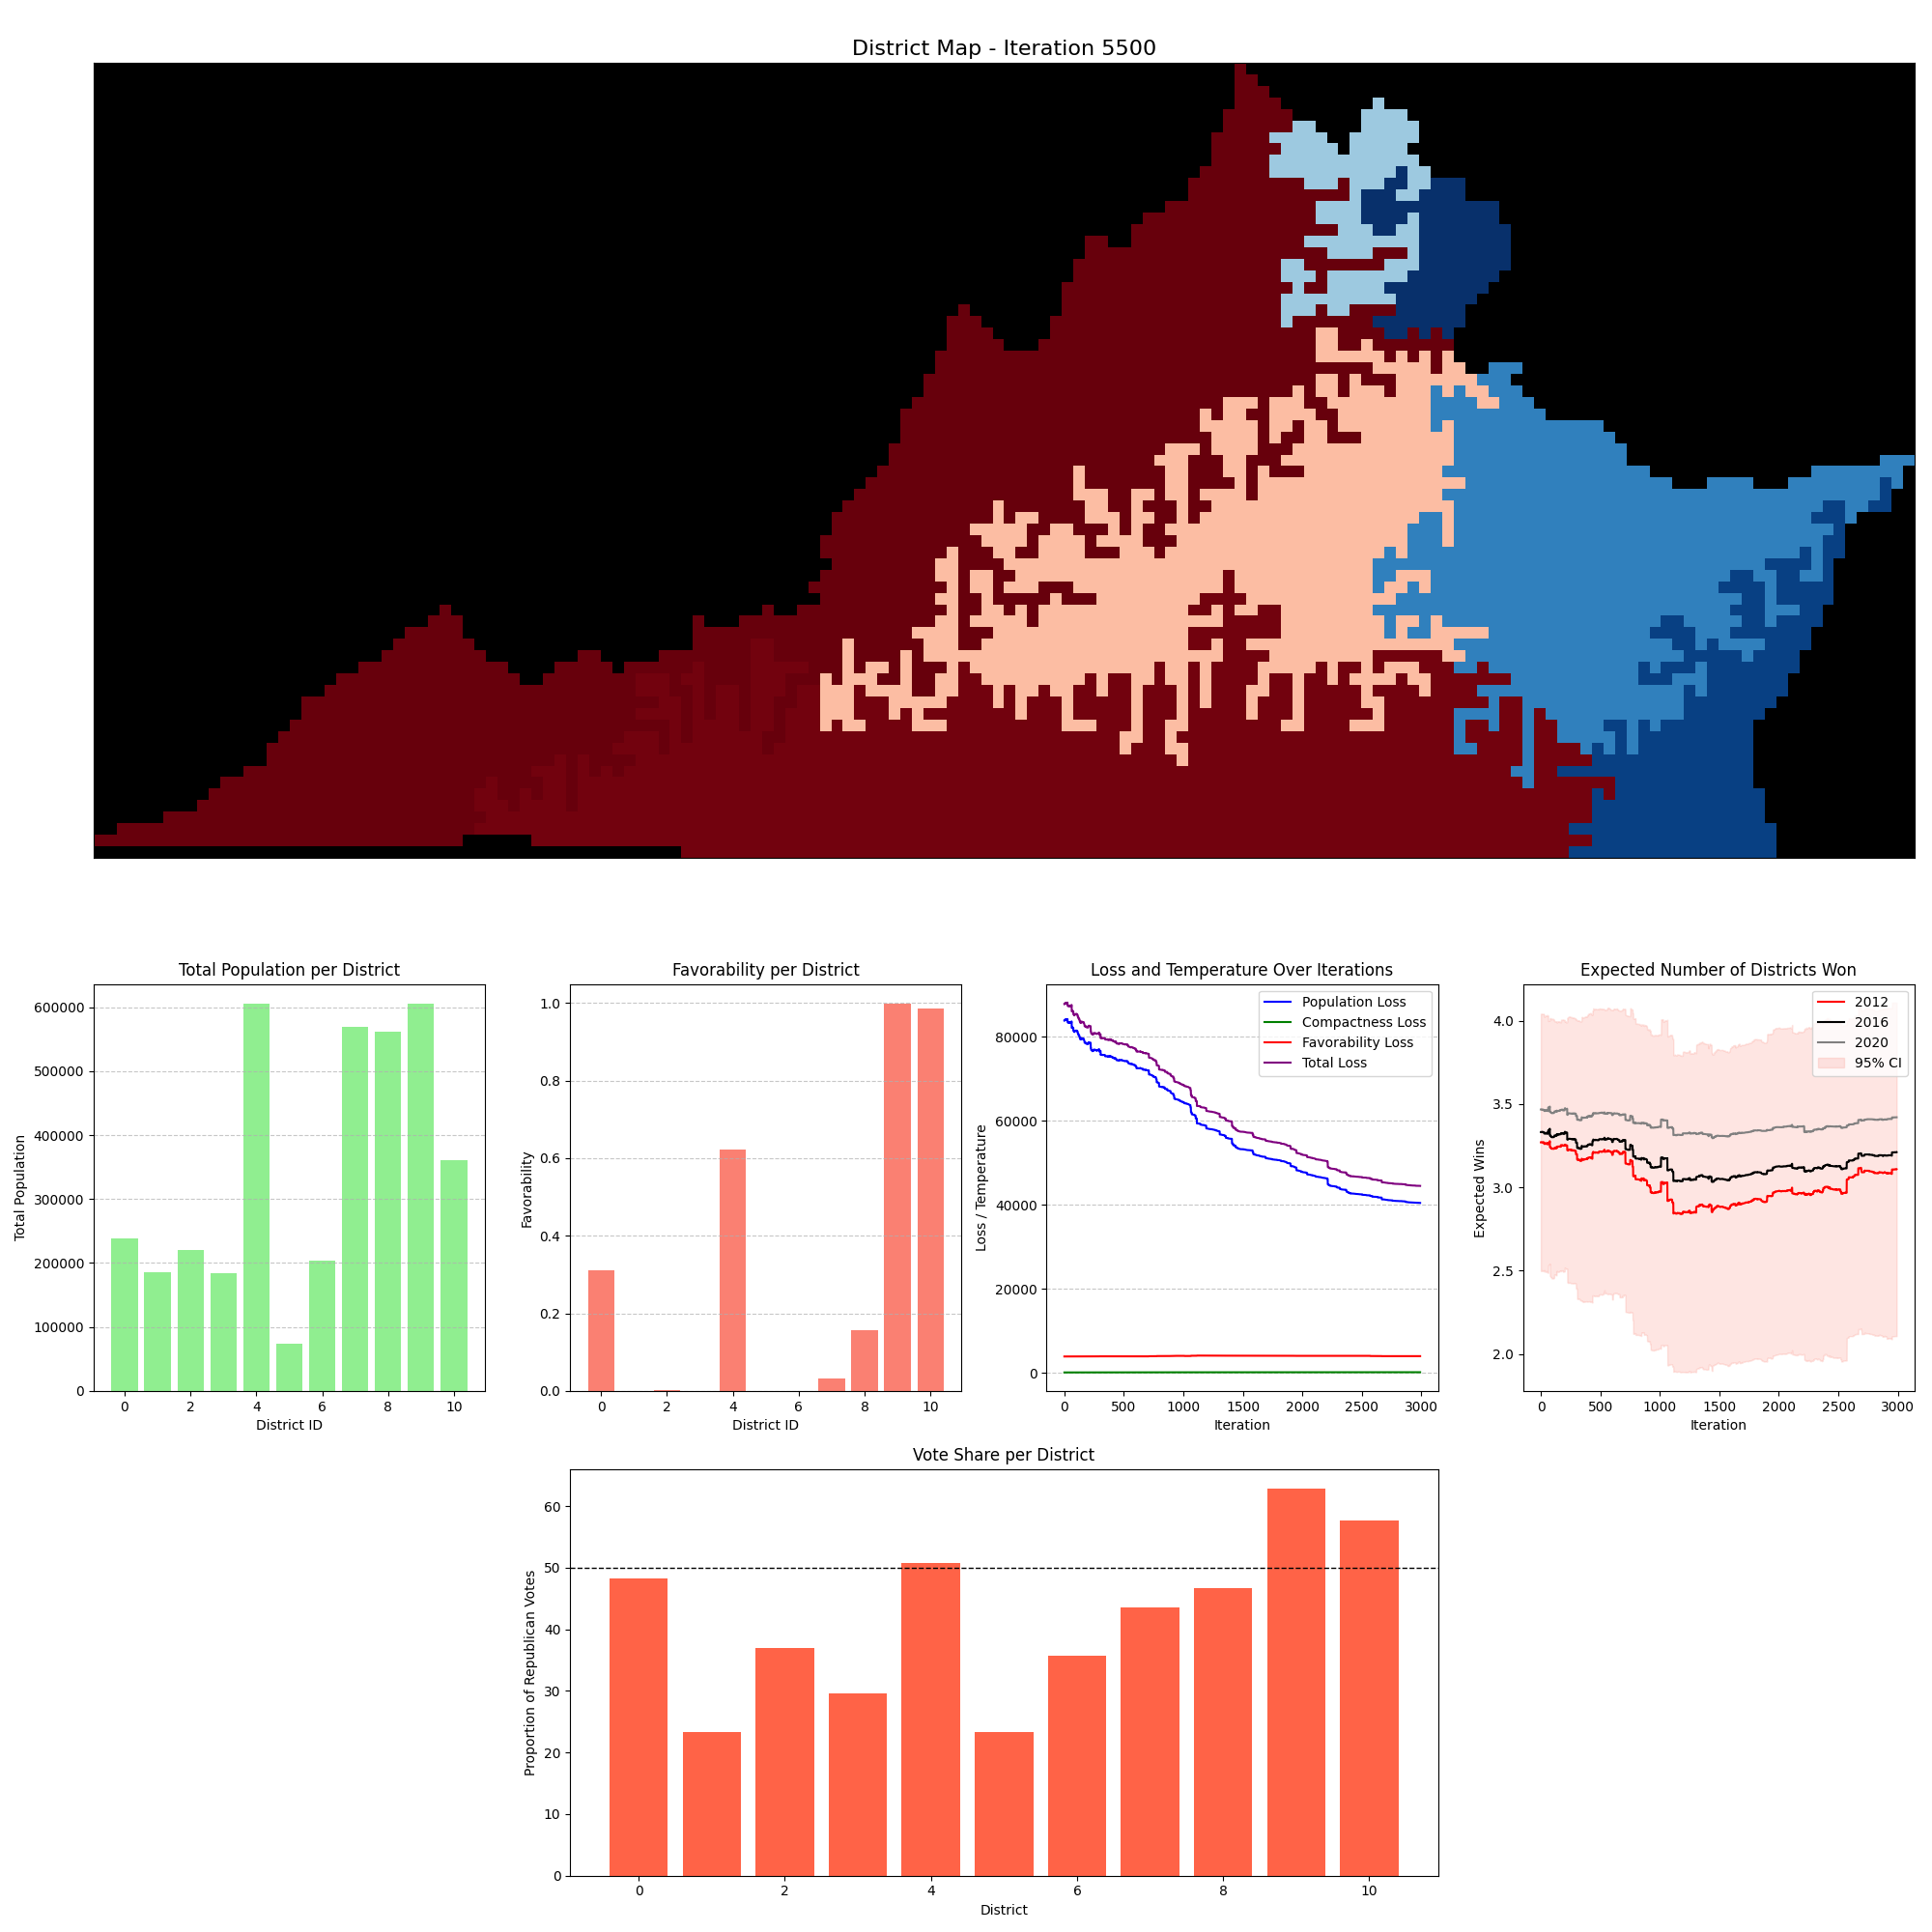 District Map - Iteration 5500
Total Population per District
Total Population
600000
500000
400000
300000
200000
100000
0
0 2 4 6 8 10
District ID
Favorability per District
Favorability
1.0
0.8
0.6
0.4
0.2
0.0
0 2 4 6 8 10
District ID
Loss and Temperature Over Iterations
Loss / Temperature
Population Loss
Compactness Loss
Favorability Loss
Total Loss
80000
60000
40000
20000
0
0 500 1000 1500 2000 2500 3000
Iteration
Expected Number of Districts Won
Expected Wins
2012
2016
2020
95% CI
4.0
3.5
3.0
2.5
2.0
0 500 1000 1500 2000 2500 3000
Iteration
Vote Share per District
Proportion of Republican Votes
60
50
40
30
20
10
0
0 2 4 6 8 10
District